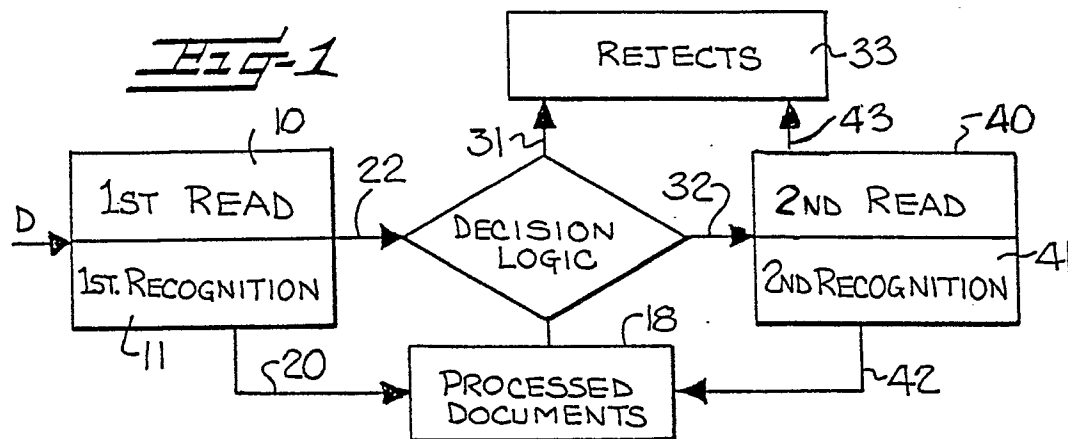 Fig-1
REJECTS
33
10
31
43
40
1ST READ
22
32
2ND READ
D
DECISION
LOGIC
41
1ST. RECOGNITION
2ND RECOGNITION
11
18
20
PROCESSED
DOCUMENTS
42